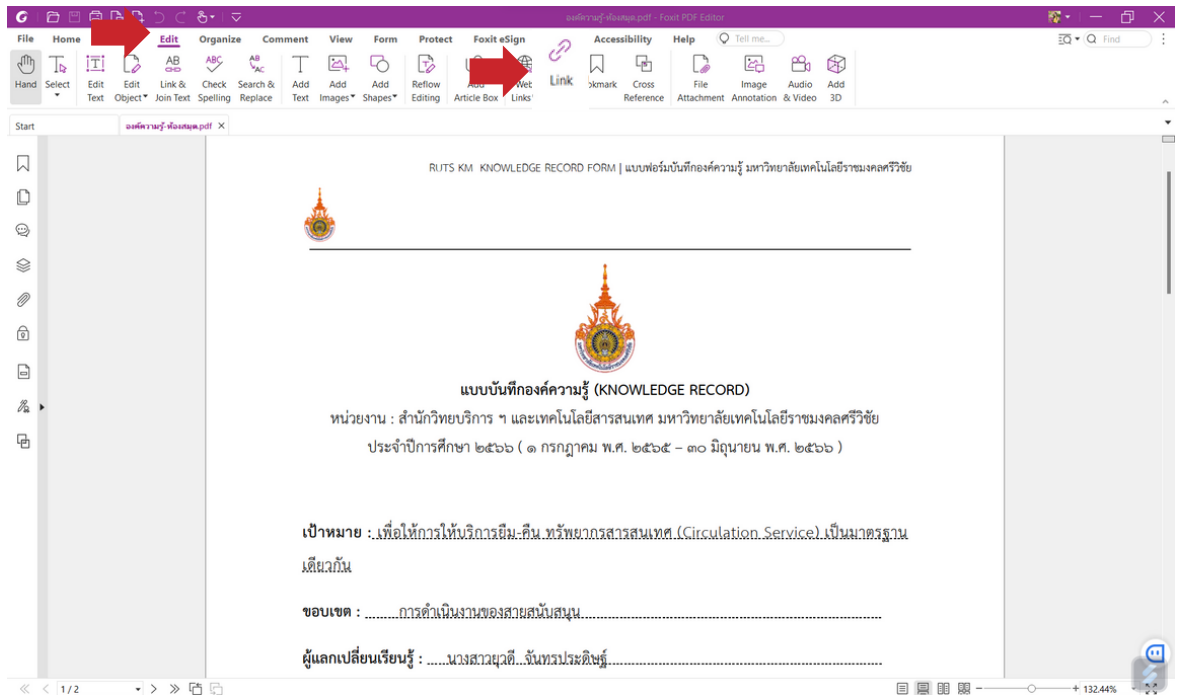 องค์ความรู้-ห้องสมุด.pdf - Foxit PDF Editor
File Home Edit Organize Comment View Form Protect Foxit eSign Accessibility Help Tell me... Find
Hand Select Edit Text Edit Object Link & Join Text Check Spelling Search & Replace Add Text Add Images Add Shapes Reflow Editing Add Article Box Web Links Link Cross Reference File Attachment Image Annotation Audio & Video Add 3D
Start องค์ความรู้-ห้องสมุด.pdf
RUTS KM KNOWLEDGE RECORD FORM | แบบฟอร์มบันทึกองค์ความรู้ มหาวิทยาลัยเทคโนโลยีราชมงคลศรีวิชัย
แบบบันทึกองค์ความรู้ (KNOWLEDGE RECORD)
หน่วยงาน : สำนักวิทยบริการ ฯ และเทคโนโลยีสารสนเทศ มหาวิทยาลัยเทคโนโลยีราชมงคลศรีวิชัย
ประจำปีการศึกษา ๒๕๖๖ ( ๑ กรกฎาคม พ.ศ. ๒๕๖๕ – ๓๐ มิถุนายน พ.ศ. ๒๕๖๖ )
เป้าหมาย : เพื่อให้การให้บริการยืม-คืน ทรัพยากรสารสนเทศ (Circulation Service) เป็นมาตรฐาน
เดียวกัน
ขอบเขต : ........การดำเนินงานของสายสนับสนุน
ผู้แลกเปลี่ยนเรียนรู้ : .....นางสาวยุวดี จันทรประดิษฐ์
1/2 132.44%